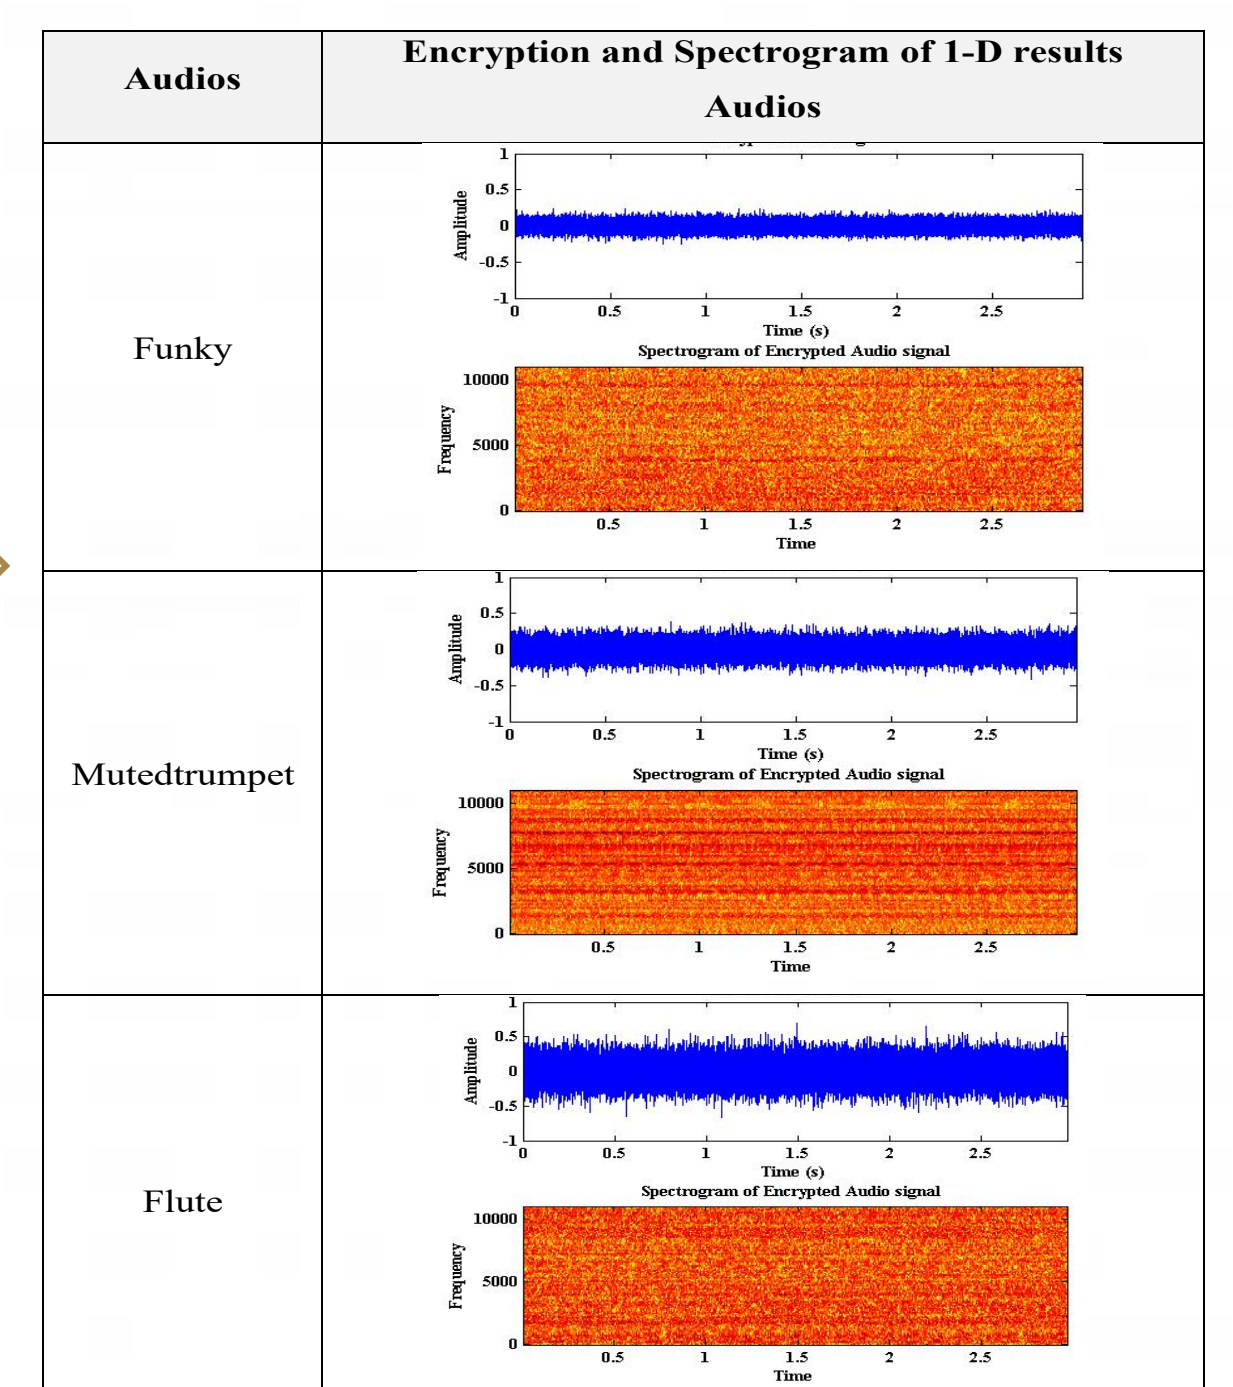 Audios
Encryption and Spectrogram of 1-D results
Audios
Funky
1
0.5
0
-0.5
-1
Amplitude
0 0.5 1 1.5 2 2.5
Time (s)
Spectrogram of Encrypted Audio signal
10000
5000
0
Frequency
0.5 1 1.5 2 2.5
Time
Mutedtrumpet
1
0.5
0
-0.5
-1
Amplitude
0 0.5 1 1.5 2 2.5
Time (s)
Spectrogram of Encrypted Audio signal
10000
5000
0
Frequency
0.5 1 1.5 2 2.5
Time
Flute
1
0.5
0
-0.5
-1
Amplitude
0 0.5 1 1.5 2 2.5
Time (s)
Spectrogram of Encrypted Audio signal
10000
5000
0
Frequency
0.5 1 1.5 2 2.5
Time